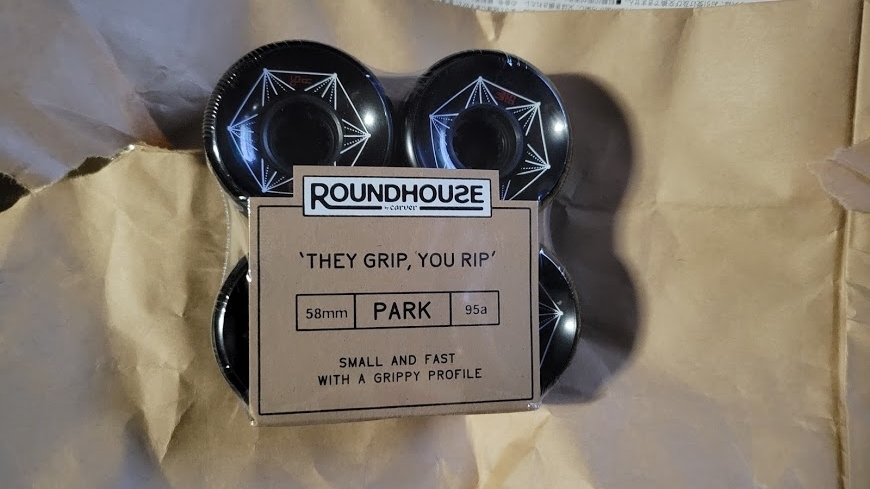 ROUNDHOUSE
by carver
'THEY GRIP, YOU RIP'
58mm PARK 95a
SMALL AND FAST
WITH A GRIPPY PROFILE